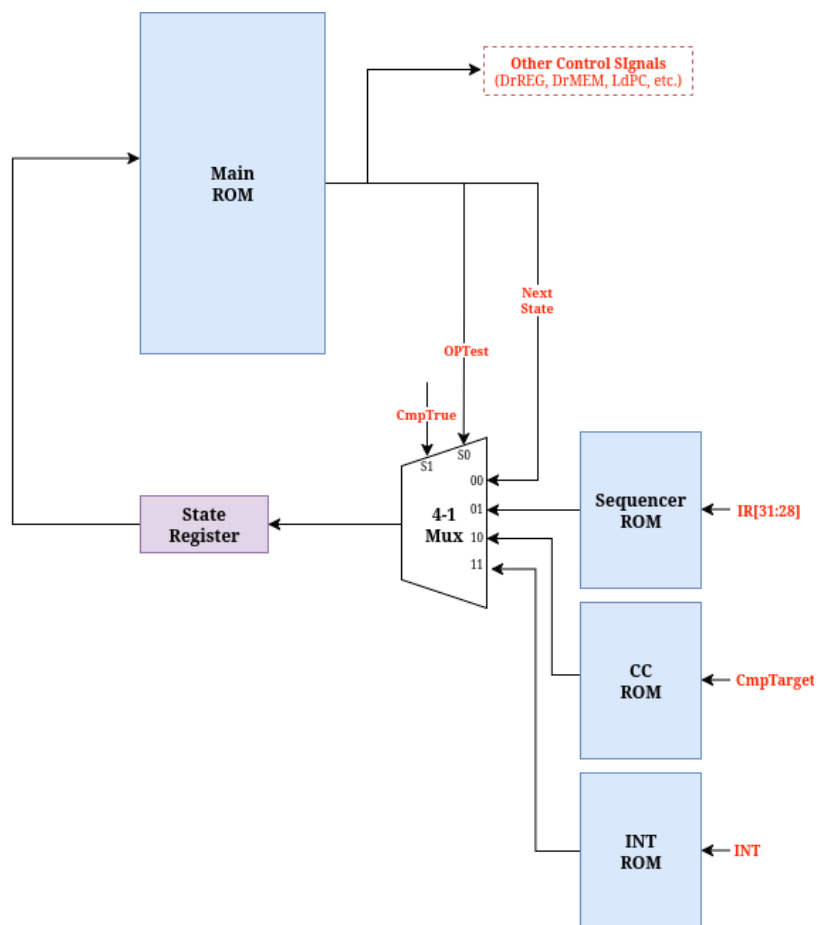 Other Control SIgnals
(DrREG, DrMEM, LdPC, etc.)
Main
ROM
Next
State
OPTest
CmpTrue
S1
S0
00
01
10
11
4-1
Mux
Sequencer
ROM
IR[31:28]
State
Register
CC
ROM
CmpTarget
INT
ROM
INT